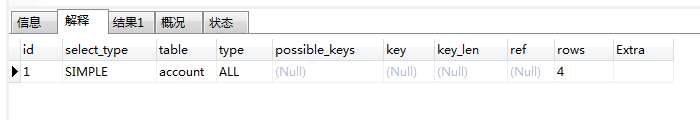 信息 解释 结果1 概况 状态
id select_type table type possible_keys key key_len ref rows Extra
1 SIMPLE account ALL (Null) (Null) (Null) (Null) 4